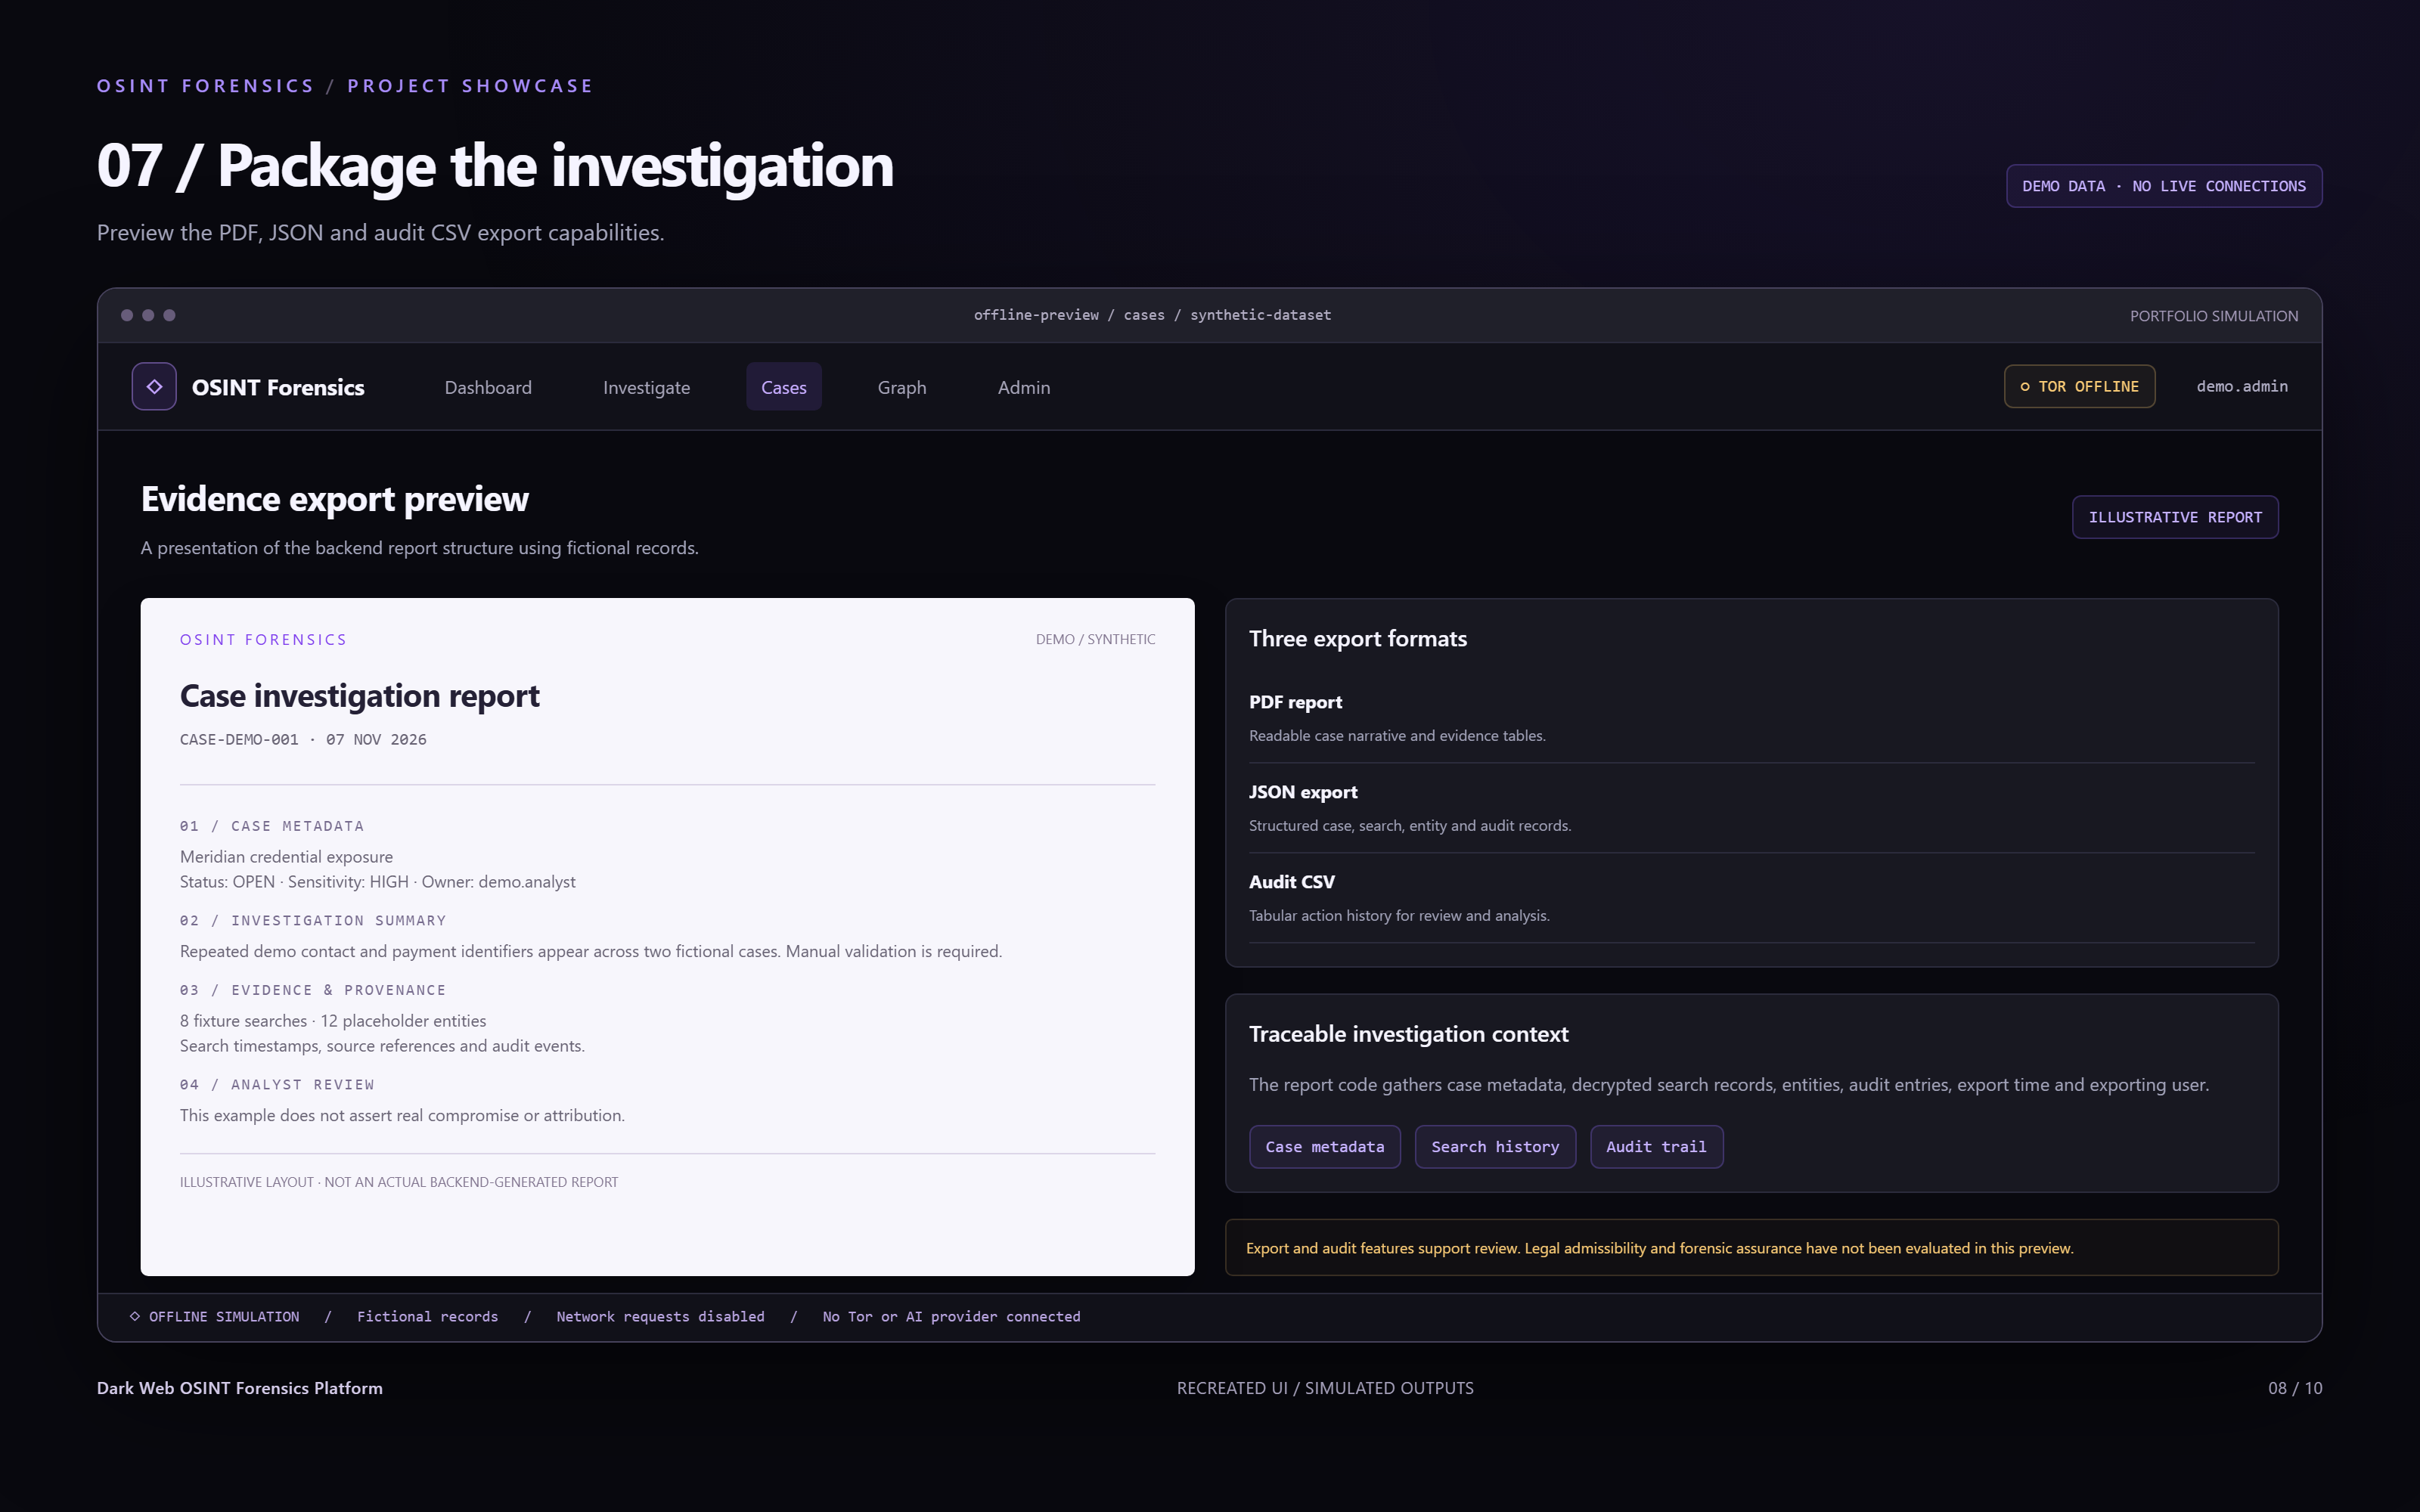 OSINT FORENSICS / PROJECT SHOWCASE
07 / Package the investigation
Preview the PDF, JSON and audit CSV export capabilities.
DEMO DATA · NO LIVE CONNECTIONS
offline-preview / cases / synthetic-dataset
PORTFOLIO SIMULATION
OSINT Forensics
Dashboard
Investigate
Cases
Graph
Admin
TOR OFFLINE
demo.admin
Evidence export preview
A presentation of the backend report structure using fictional records.
ILLUSTRATIVE REPORT
OSINT FORENSICS
DEMO / SYNTHETIC
Case investigation report
CASE-DEMO-001 · 07 NOV 2026
01 / CASE METADATA
Meridian credential exposure
Status: OPEN · Sensitivity: HIGH · Owner: demo.analyst
02 / INVESTIGATION SUMMARY
Repeated demo contact and payment identifiers appear across two fictional cases. Manual validation is required.
03 / EVIDENCE & PROVENANCE
8 fixture searches · 12 placeholder entities
Search timestamps, source references and audit events.
04 / ANALYST REVIEW
This example does not assert real compromise or attribution.
ILLUSTRATIVE LAYOUT · NOT AN ACTUAL BACKEND-GENERATED REPORT
Three export formats
PDF report
Readable case narrative and evidence tables.
JSON export
Structured case, search, entity and audit records.
Audit CSV
Tabular action history for review and analysis.
Traceable investigation context
The report code gathers case metadata, decrypted search records, entities, audit entries, export time and exporting user.
Case metadata
Search history
Audit trail
Export and audit features support review. Legal admissibility and forensic assurance have not been evaluated in this preview.
◇ OFFLINE SIMULATION / Fictional records / Network requests disabled / No Tor or AI provider connected
Dark Web OSINT Forensics Platform
RECREATED UI / SIMULATED OUTPUTS
08 / 10